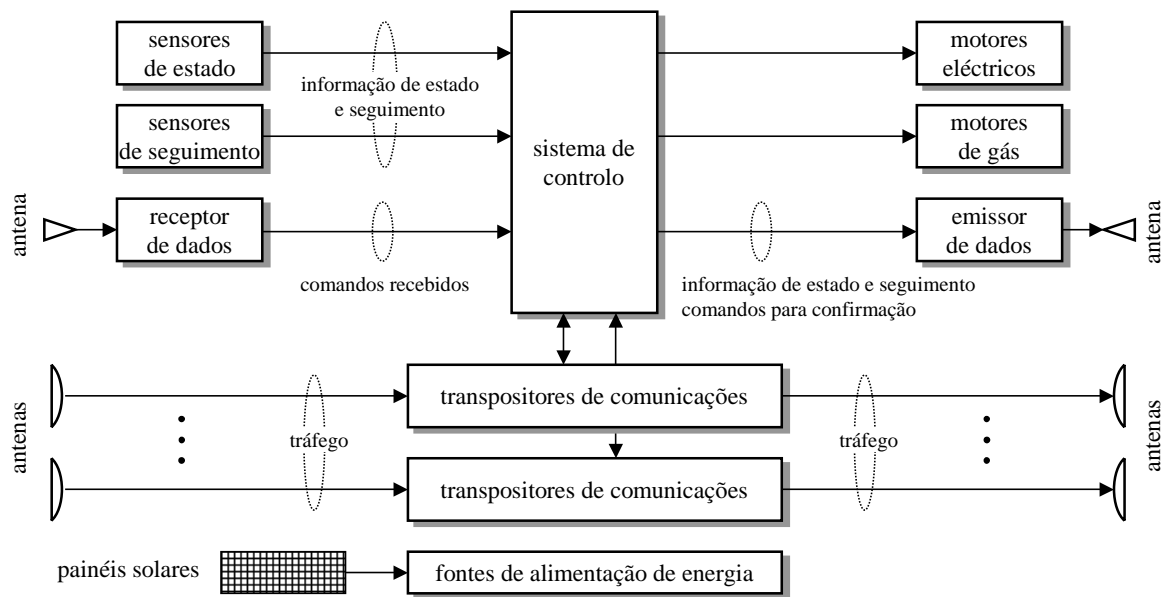 sensores
de estado
informação de estado
e seguimento
sensores
de seguimento
antena
receptor
de dados
comandos recebidos
sistema de
controlo
motores
eléctricos
motores
de gás
emissor
de dados
antena
informação de estado e seguimento
comandos para confirmação
antenas
tráfego
transpositores de comunicações
transpositores de comunicações
tráfego
antenas
painéis solares
fontes de alimentação de energia